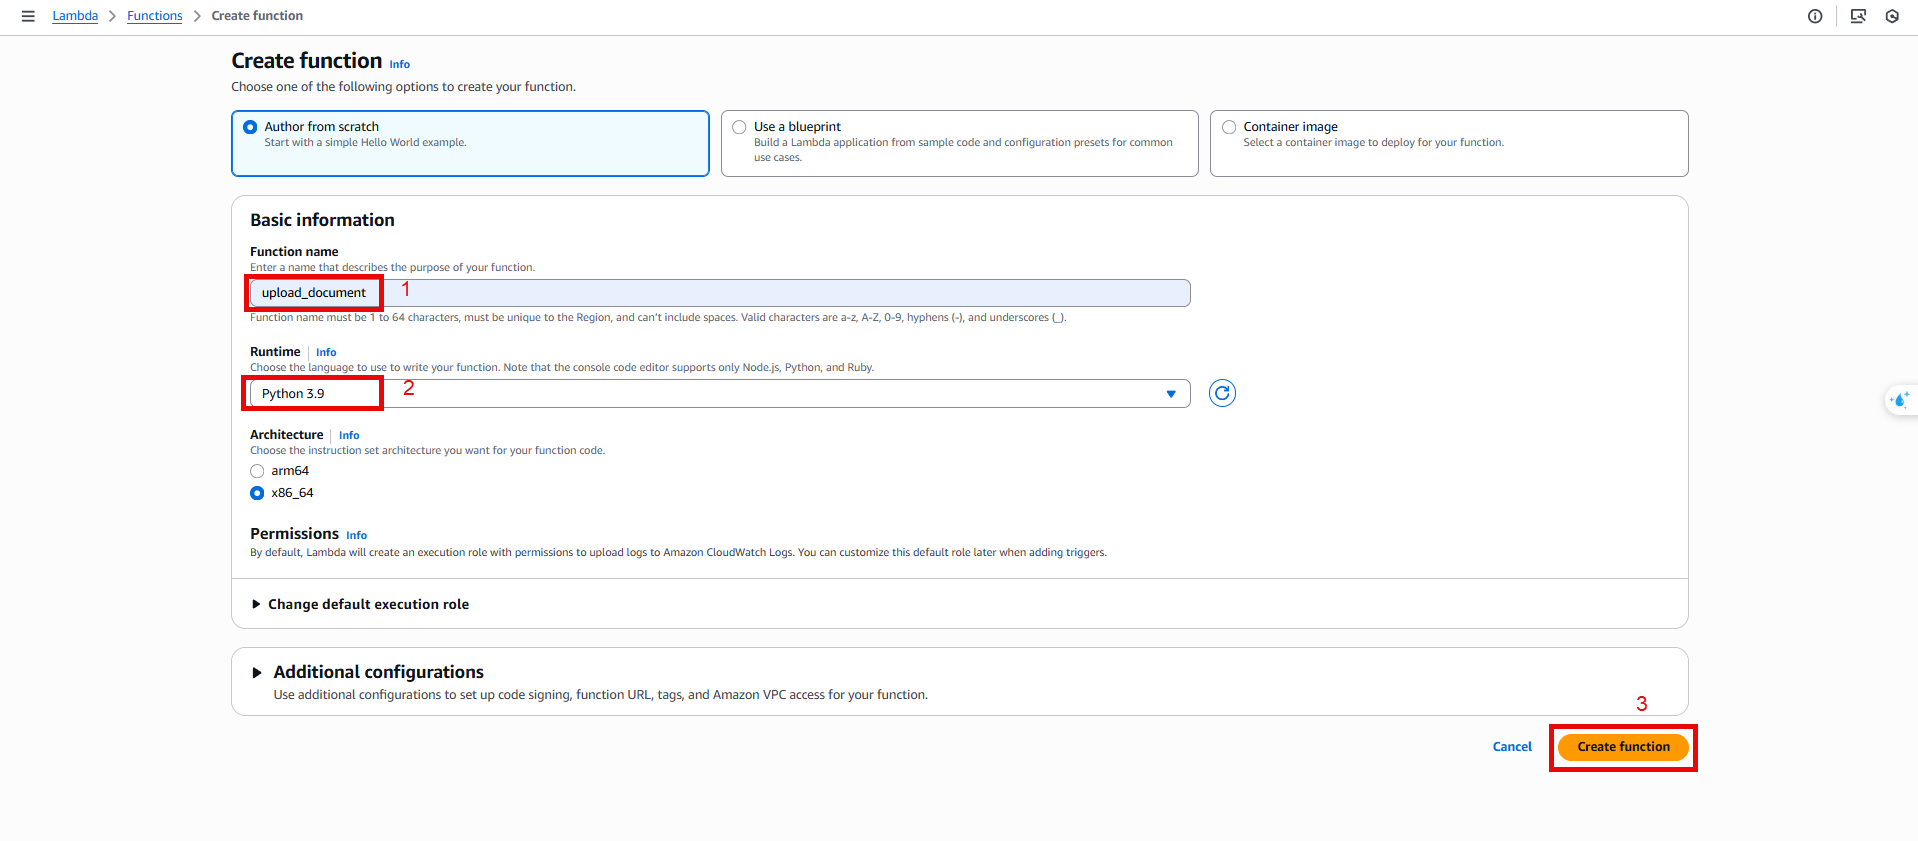 Lambda > Functions > Create function
Create function Info
Choose one of the following options to create your function.
Author from scratch
Start with a simple Hello World example.
Use a blueprint
Build a Lambda application from sample code and configuration presets for common
use cases.
Container image
Select a container image to deploy for your function.
Basic information
Function name
Enter a name that describes the purpose of your function.
upload_document 1
Function name must be 1 to 64 characters, must be unique to the Region, and can't include spaces. Valid characters are a-z, A-Z, 0-9, hyphens (-), and underscores (_).
Runtime Info
Choose the language to use to write your function. Note that the console code editor supports only Node.js, Python, and Ruby.
Python 3.9 2
Architecture Info
Choose the instruction set architecture you want for your function code.
arm64
x86_64
Permissions Info
By default, Lambda will create an execution role with permissions to upload logs to Amazon CloudWatch Logs. You can customize this default role later when adding triggers.
Change default execution role
Additional configurations
Use additional configurations to set up code signing, function URL, tags, and Amazon VPC access for your function.
3
Cancel Create function